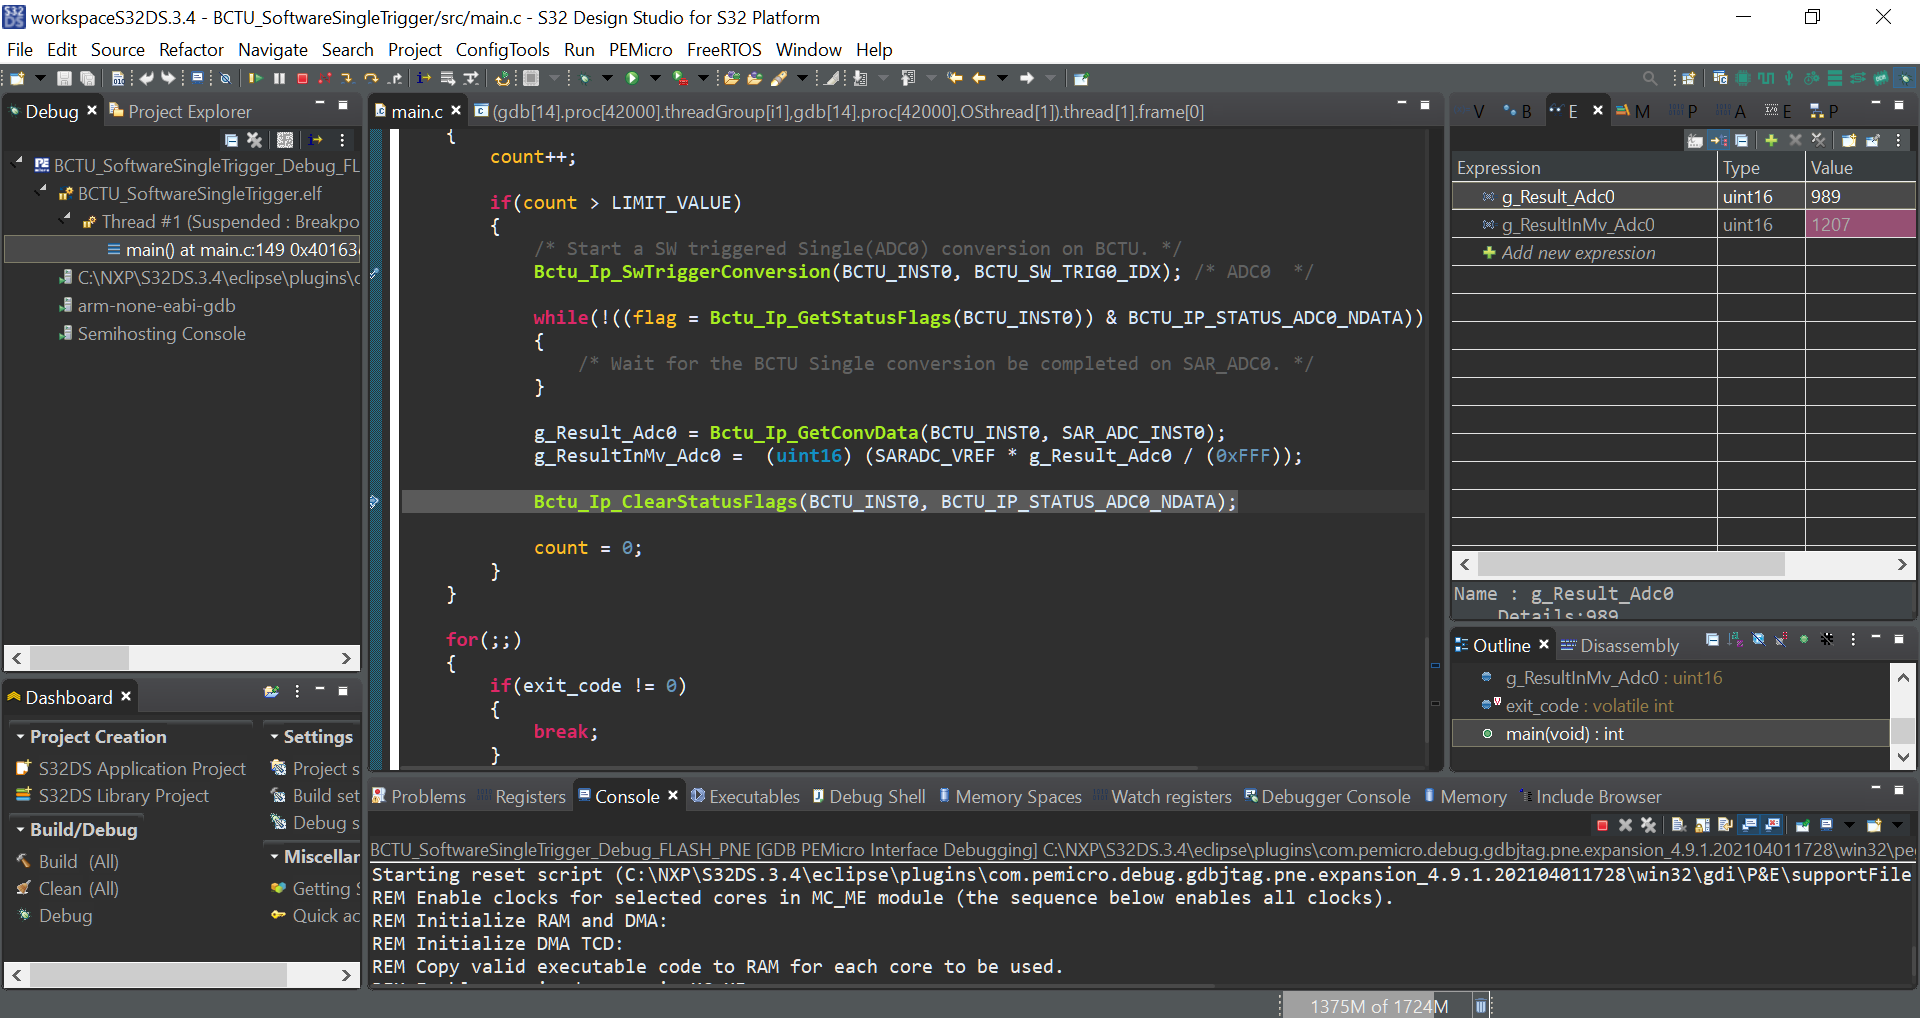 workspaceS32DS.3.4 - BCTU_SoftwareSingleTrigger/src/main.c - S32 Design Studio for S32 Platform
File Edit Source Refactor Navigate Search Project ConfigTools Run PEMicro FreeRTOS Window Help
Debug Project Explorer
BCTU_SoftwareSingleTrigger_Debug_FL
BCTU_SoftwareSingleTrigger.elf
Thread #1 (Suspended : Breakpo
main() at main.c:149 0x40163
C:\NXP\S32DS.3.4\eclipse\plugins\c
arm-none-eabi-gdb
Semihosting Console
Dashboard
Project Creation
S32DS Application Project
S32DS Library Project
Build/Debug
Build (All)
Clean (All)
Debug
Settings
Project s
Build set
Debug s
Miscellar
Getting S
Quick ac
main.c (gdb[14].proc[42000].threadGroup[i1],gdb[14].proc[42000].OSthread[1]).thread[1].frame[0]
{
count++;
if(count > LIMIT_VALUE)
{
/* Start a SW triggered Single(ADC0) conversion on BCTU. */
Bctu_Ip_SwTriggerConversion(BCTU_INST0, BCTU_SW_TRIG0_IDX); /* ADC0  */
while(!((flag = Bctu_Ip_GetStatusFlags(BCTU_INST0)) & BCTU_IP_STATUS_ADC0_NDATA))
{
/* Wait for the BCTU Single conversion be completed on SAR_ADC0. */
}
g_Result_Adc0 = Bctu_Ip_GetConvData(BCTU_INST0, SAR_ADC_INST0);
g_ResultInMv_Adc0 =  (uint16) (SARADC_VREF * g_Result_Adc0 / (0xFFF));
Bctu_Ip_ClearStatusFlags(BCTU_INST0, BCTU_IP_STATUS_ADC0_NDATA);
count = 0;
}
}
for(;;)
{
if(exit_code != 0)
{
break;
}
V B E M P A E P
Expression Type Value
g_Result_Adc0 uint16 989
g_ResultInMv_Adc0 uint16 1207
Add new expression
Name : g_Result_Adc0
Details:989
Outline Disassembly
g_ResultInMv_Adc0 : uint16
exit_code : volatile int
main(void) : int
Problems Registers Console Executables Debug Shell Memory Spaces Watch registers Debugger Console Memory Include Browser
BCTU_SoftwareSingleTrigger_Debug_FLASH_PNE [GDB PEMicro Interface Debugging] C:\NXP\S32DS.3.4\eclipse\plugins\com.pemicro.debug.gdbjtag.pne.expansion_4.9.1.202104011728\win32\pe
Starting reset script (C:\NXP\S32DS.3.4\eclipse\plugins\com.pemicro.debug.gdbjtag.pne.expansion_4.9.1.202104011728\win32\gdi\P&E\supportFile
REM Enable clocks for selected cores in MC_ME module (the sequence below enables all clocks).
REM Initialize RAM and DMA:
REM Initialize DMA TCD:
REM Copy valid executable code to RAM for each core to be used.
1375M of 1724M